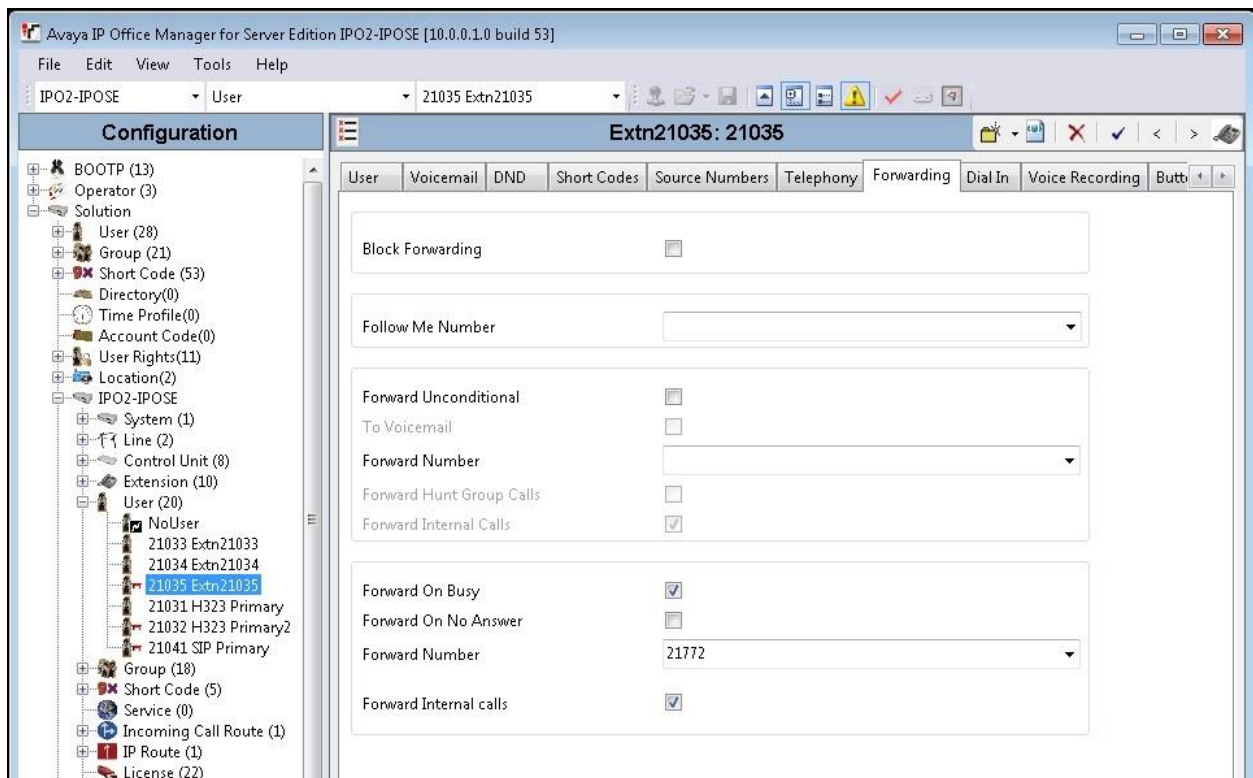 Avaya IP Office Manager for Server Edition IPO2-IPOSE [10.0.0.1.0 build 53]
File Edit View Tools Help
IPO2-IPOSE User 21035 Extn21035
Configuration
Extn21035: 21035
BOOTP (13)
Operator (3)
Solution
User (28)
Group (21)
Short Code (53)
Directory(0)
Time Profile(0)
Account Code(0)
User Rights(11)
Location(2)
IPO2-IPOSE
System (1)
Line (2)
Control Unit (8)
Extension (10)
User (20)
NoUser
21033 Extn21033
21034 Extn21034
21035 Extn21035
21031 H323 Primary
21032 H323 Primary2
21041 SIP Primary
Group (18)
Short Code (5)
Service (0)
Incoming Call Route (1)
IP Route (1)
License (22)
User Voicemail DND Short Codes Source Numbers Telephony Forwarding Dial In Voice Recording Butt
Block Forwarding
Follow Me Number
Forward Unconditional
To Voicemail
Forward Number
Forward Hunt Group Calls
Forward Internal Calls
Forward On Busy
Forward On No Answer
Forward Number 21772
Forward Internal calls